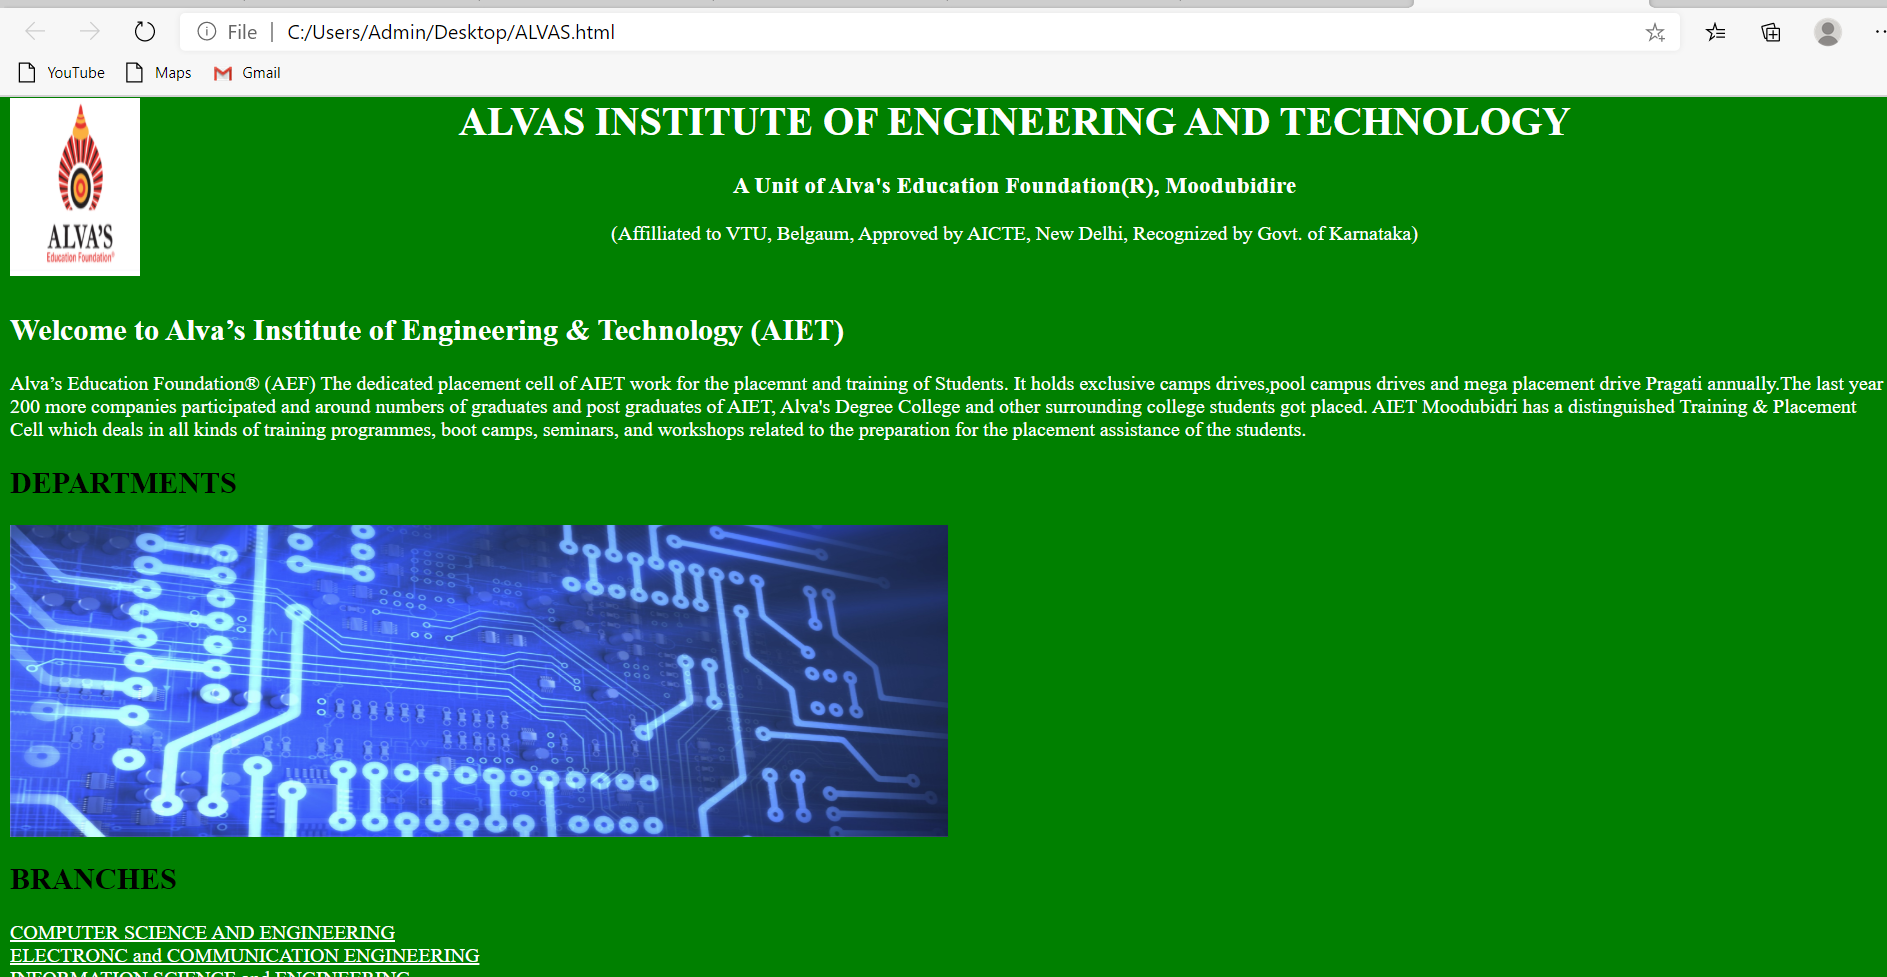 File | C:/Users/Admin/Desktop/ALVAS.html
YouTube Maps Gmail
ALVA'S
Education Foundation®
ALVAS INSTITUTE OF ENGINEERING AND TECHNOLOGY
A Unit of Alva's Education Foundation(R), Moodubidire
(Affilliated to VTU, Belgaum, Approved by AICTE, New Delhi, Recognized by Govt. of Karnataka)
Welcome to Alva’s Institute of Engineering & Technology (AIET)
Alva’s Education Foundation® (AEF) The dedicated placement cell of AIET work for the placemnt and training of Students. It holds exclusive camps drives,pool campus drives and mega placement drive Pragati annually.The last year
200 more companies participated and around numbers of graduates and post graduates of AIET, Alva's Degree College and other surrounding college students got placed. AIET Moodubidri has a distinguished Training & Placement
Cell which deals in all kinds of training programmes, boot camps, seminars, and workshops related to the preparation for the placement assistance of the students.
DEPARTMENTS
BRANCHES
COMPUTER SCIENCE AND ENGINEERING
ELECTRONC and COMMUNICATION ENGINEERING
INFORMATION SCIENCE and ENGINEERING